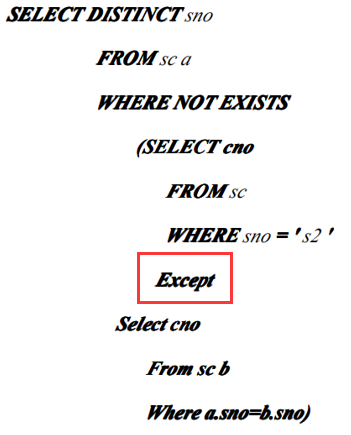 SELECT DISTINCT sno
FROM sc a
WHERE NOT EXISTS
(SELECT cno
FROM sc
WHERE sno = ' s2 '
Except
Select cno
From sc b
Where a.sno=b.sno)